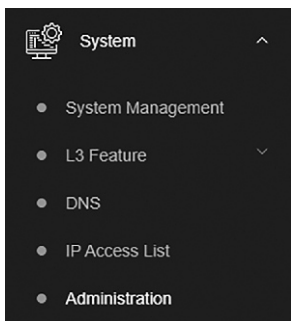 System
System Management
L3 Feature
DNS
IP Access List
Administration